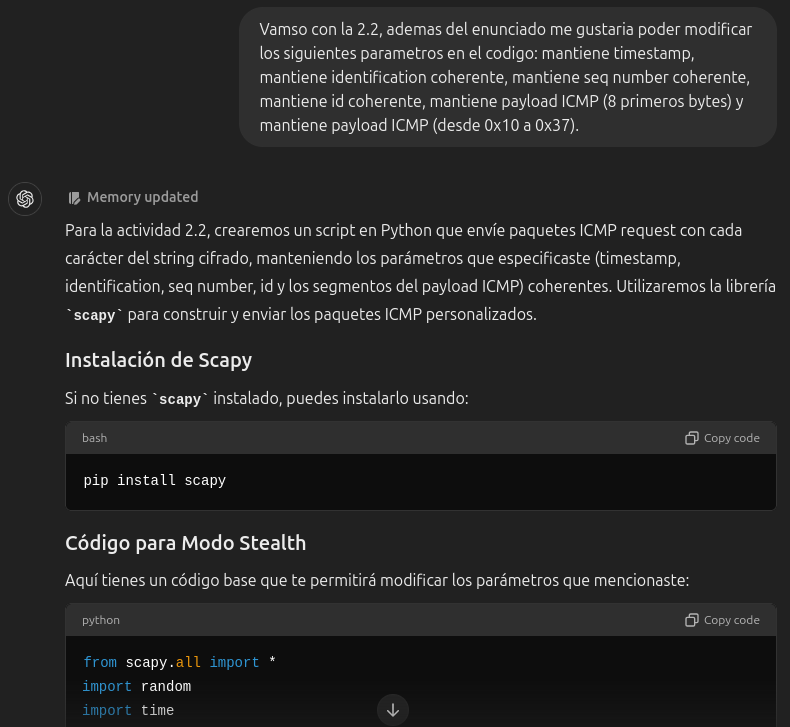 Vamso con la 2.2, ademas del enunciado me gustaria poder modificar
los siguientes parametros en el codigo: mantiene timestamp,
mantiene identification coherente, mantiene seq number coherente,
mantiene id coherente, mantiene payload ICMP (8 primeros bytes) y
mantiene payload ICMP (desde 0x10 a 0x37).
Memory updated
Para la actividad 2.2, crearemos un script en Python que envíe paquetes ICMP request con cada
carácter del string cifrado, manteniendo los parámetros que especificaste (timestamp,
identification, seq number, id y los segmentos del payload ICMP) coherentes. Utilizaremos la librería
`scapy` para construir y enviar los paquetes ICMP personalizados.
Instalación de Scapy
Si no tienes `scapy` instalado, puedes instalarlo usando:
bash
Copy code
pip install scapy
Código para Modo Stealth
Aquí tienes un código base que te permitirá modificar los parámetros que mencionaste:
python
Copy code
from scapy.all import *
import random
import time